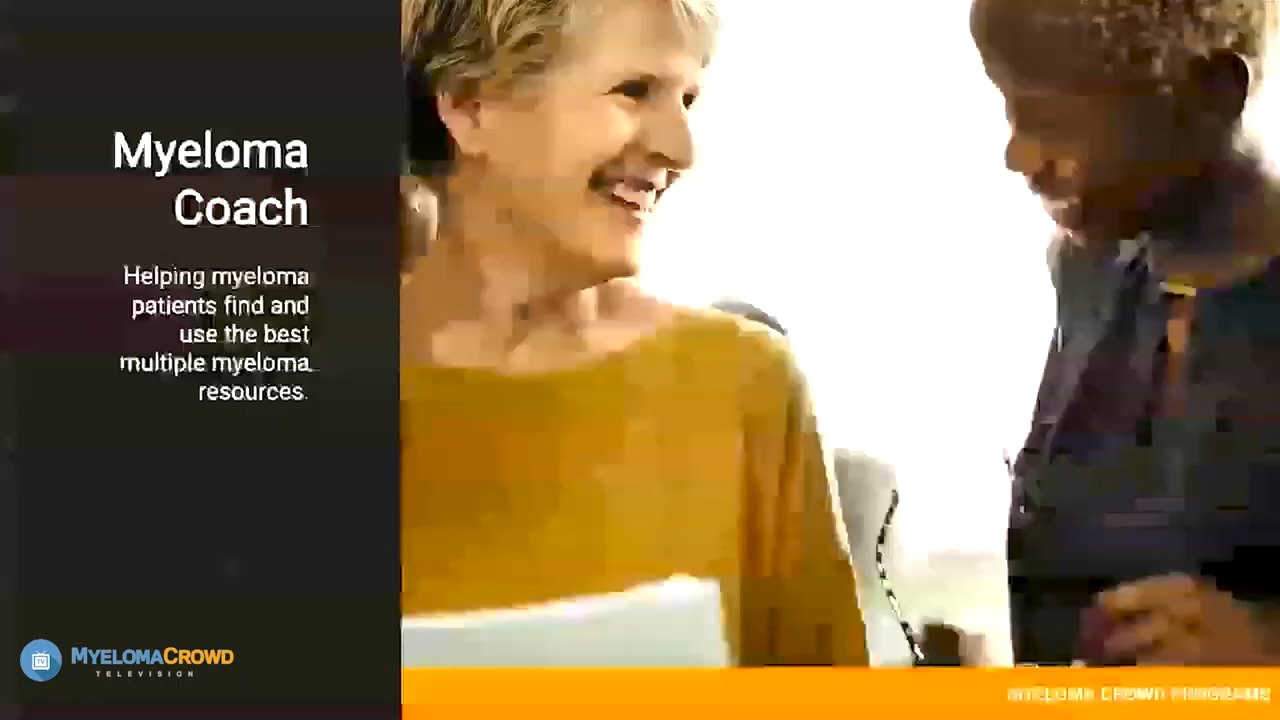 Myeloma
Coach
Helping myeloma
patients find and
use the best
multiple myeloma
resources.
MYELOMACROWD
TELEVISION
MYELOMA CROWD PROGRAMS